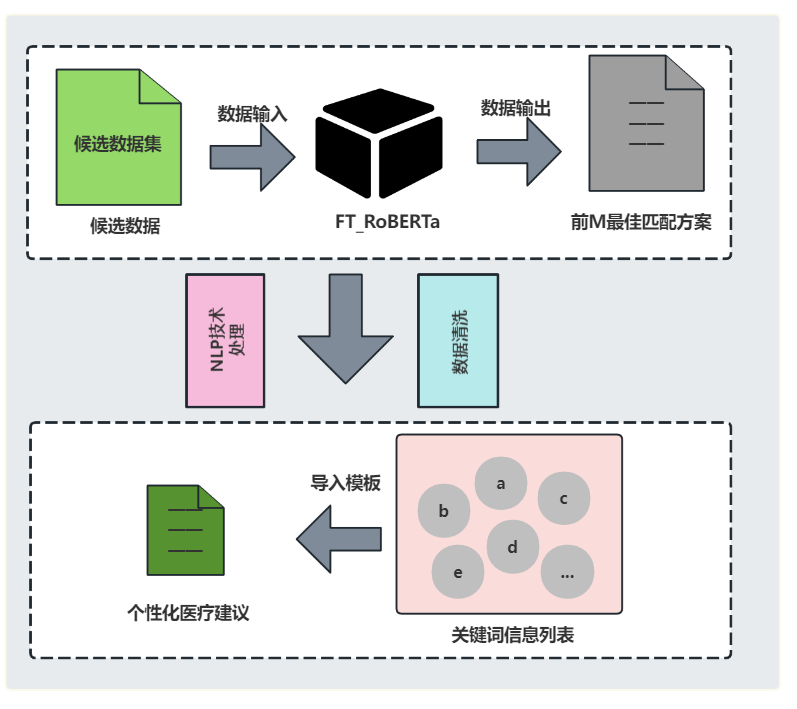 数据输入
数据输出
候选数据集
候选数据
FT_RoBERTa
前M最佳匹配方案
NLP技术
处理
数据清洗
导入模板
a
b
c
d
e
...
个性化医疗建议
关键词信息列表